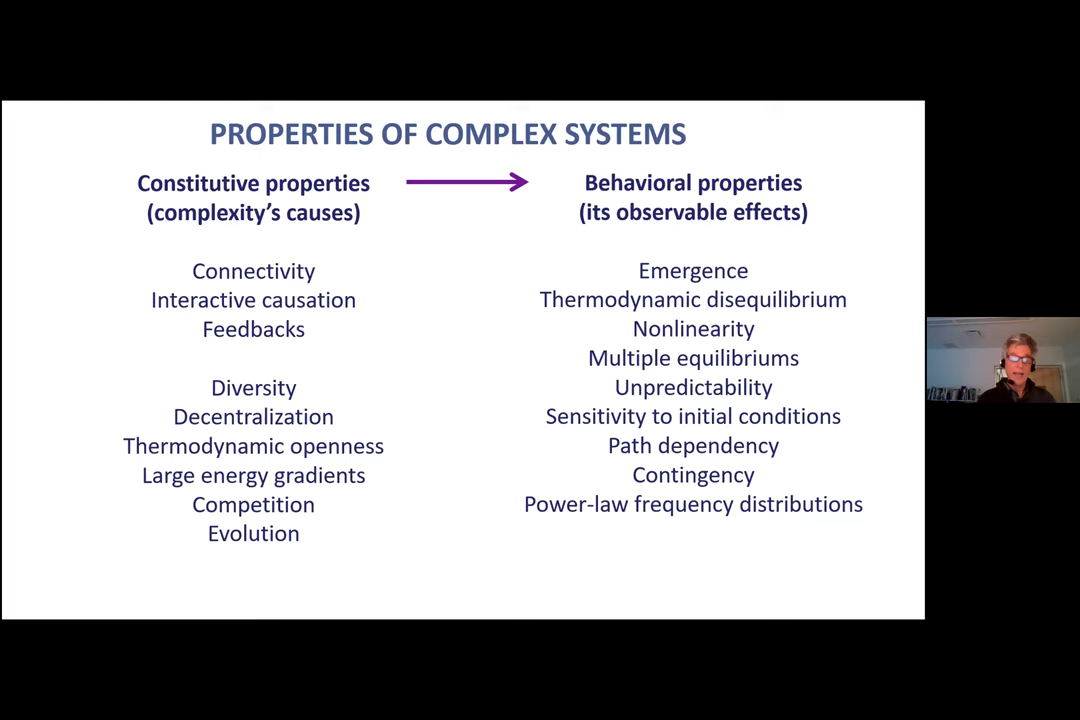 PROPERTIES OF COMPLEX SYSTEMS
Constitutive properties
(complexity's causes)
Connectivity
Interactive causation
Feedbacks
Diversity
Decentralization
Thermodynamic openness
Large energy gradients
Competition
Evolution
Behavioral properties
(its observable effects)
Emergence
Thermodynamic disequilibrium
Nonlinearity
Multiple equilibriums
Unpredictability
Sensitivity to initial conditions
Path dependency
Contingency
Power-law frequency distributions